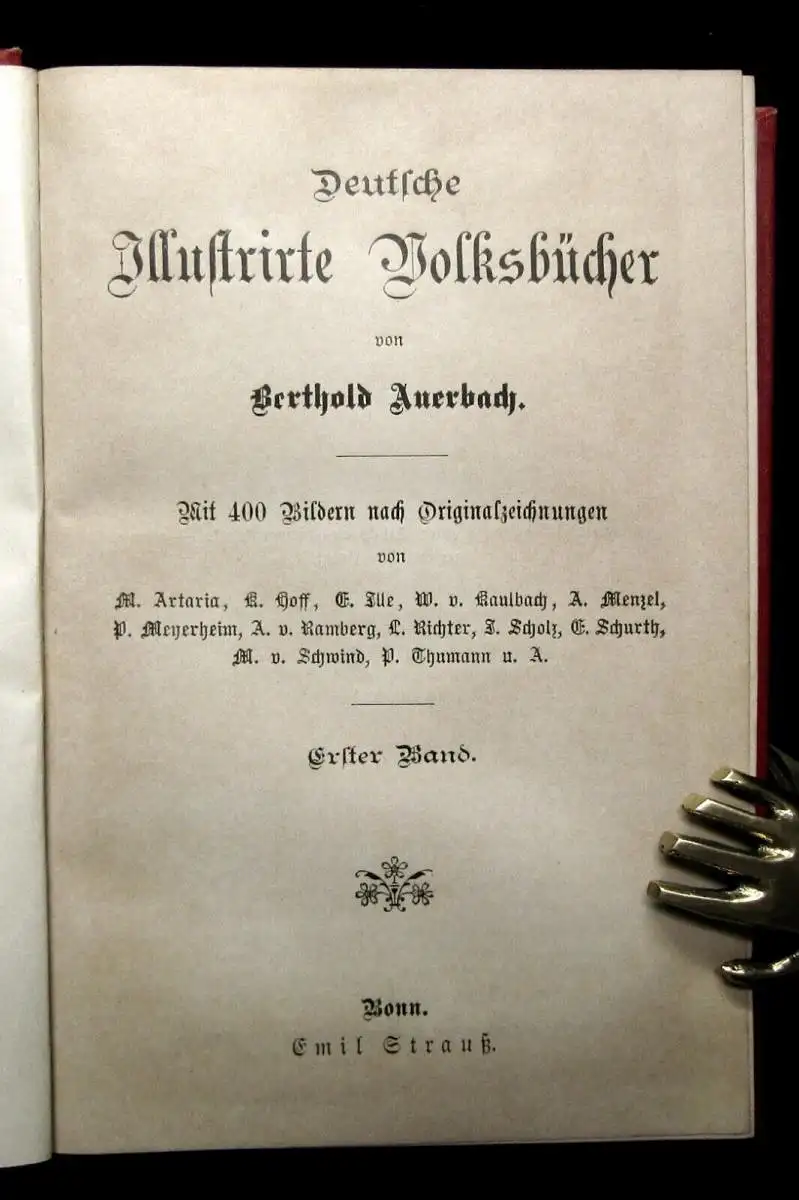 Deutſche
Illuſtrirte Volksbücher
von
Berthold Auerbach.
Mit 400 Bildern nach Originalzeichnungen
von
M. Artaria, K. Hoff, E. Ille, W. v. Kaulbach, A. Menzel,
P. Meyerheim, A. v. Ramberg, L. Richter, J. Scholz, E. Schurth,
M. v. Schwind, P. Thumann u. A.
Erſter Band.
Bonn.
Emil Strauß.